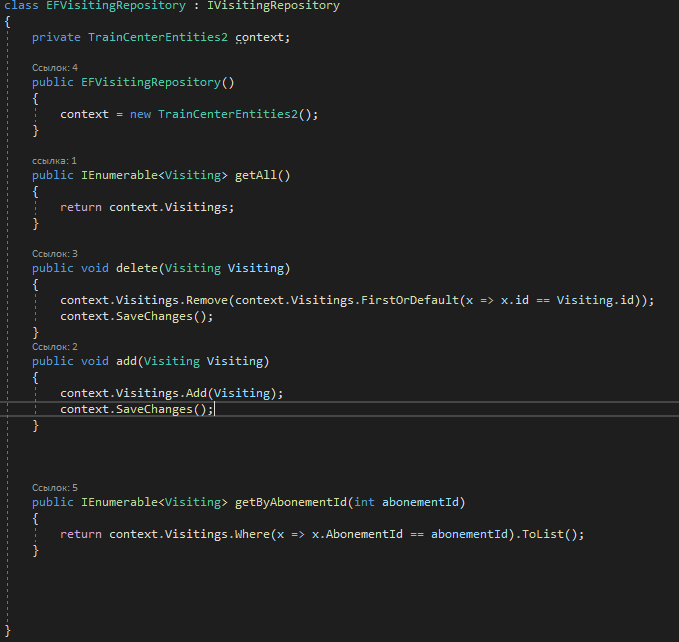 class EFVisitingRepository : IVisitingRepository
{
private TrainCenterEntities2 context;
Ссылок: 4
public EFVisitingRepository()
{
context = new TrainCenterEntities2();
}
ссылка: 1
public IEnumerable<Visiting> getAll()
{
return context.Visitings;
}
Ссылок: 3
public void delete(Visiting Visiting)
{
context.Visitings.Remove(context.Visitings.FirstOrDefault(x => x.id == Visiting.id));
context.SaveChanges();
}
Ссылок: 2
public void add(Visiting Visiting)
{
context.Visitings.Add(Visiting);
context.SaveChanges();
}
Ссылок: 5
public IEnumerable<Visiting> getByAbonementId(int abonementId)
{
return context.Visitings.Where(x => x.AbonementId == abonementId).ToList();
}
}